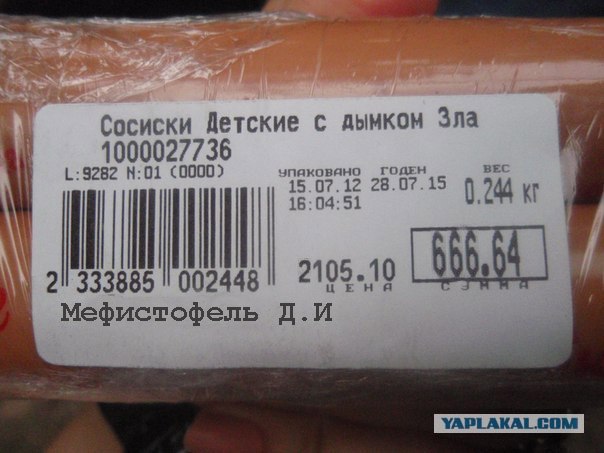 Сосиски Детские с дымком Зла
1000027736
L:9282 N:01 (0000)
УПАКОВАНО ГОДЕН ВЕС
15.07.12 28.07.15 0.244 кг
16:04:51
2 333885 002448
2105.10 666.64
ЦЕНА СУММА
Мефистофель Д.И
YAPLAKAL.COM